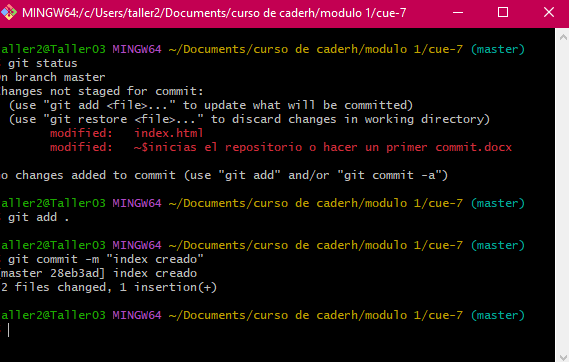 MINGW64:/c/Users/taller2/Documents/curso de caderh/modulo 1/cue-7
aller2@Taller03 MINGW64 ~/Documents/curso de caderh/modulo 1/cue-7 (master)
git status
n branch master
hanges not staged for commit:
(use "git add <file>..." to update what will be committed)
(use "git restore <file>..." to discard changes in working directory)
modified:   index.html
modified:   ~$inicias el repositorio o hacer un primer commit.docx
o changes added to commit (use "git add" and/or "git commit -a")
aller2@Taller03 MINGW64 ~/Documents/curso de caderh/modulo 1/cue-7 (master)
git add .
aller2@Taller03 MINGW64 ~/Documents/curso de caderh/modulo 1/cue-7 (master)
git commit -m "index creado"
[master 28eb3ad] index creado
2 files changed, 1 insertion(+)
aller2@Taller03 MINGW64 ~/Documents/curso de caderh/modulo 1/cue-7 (master)